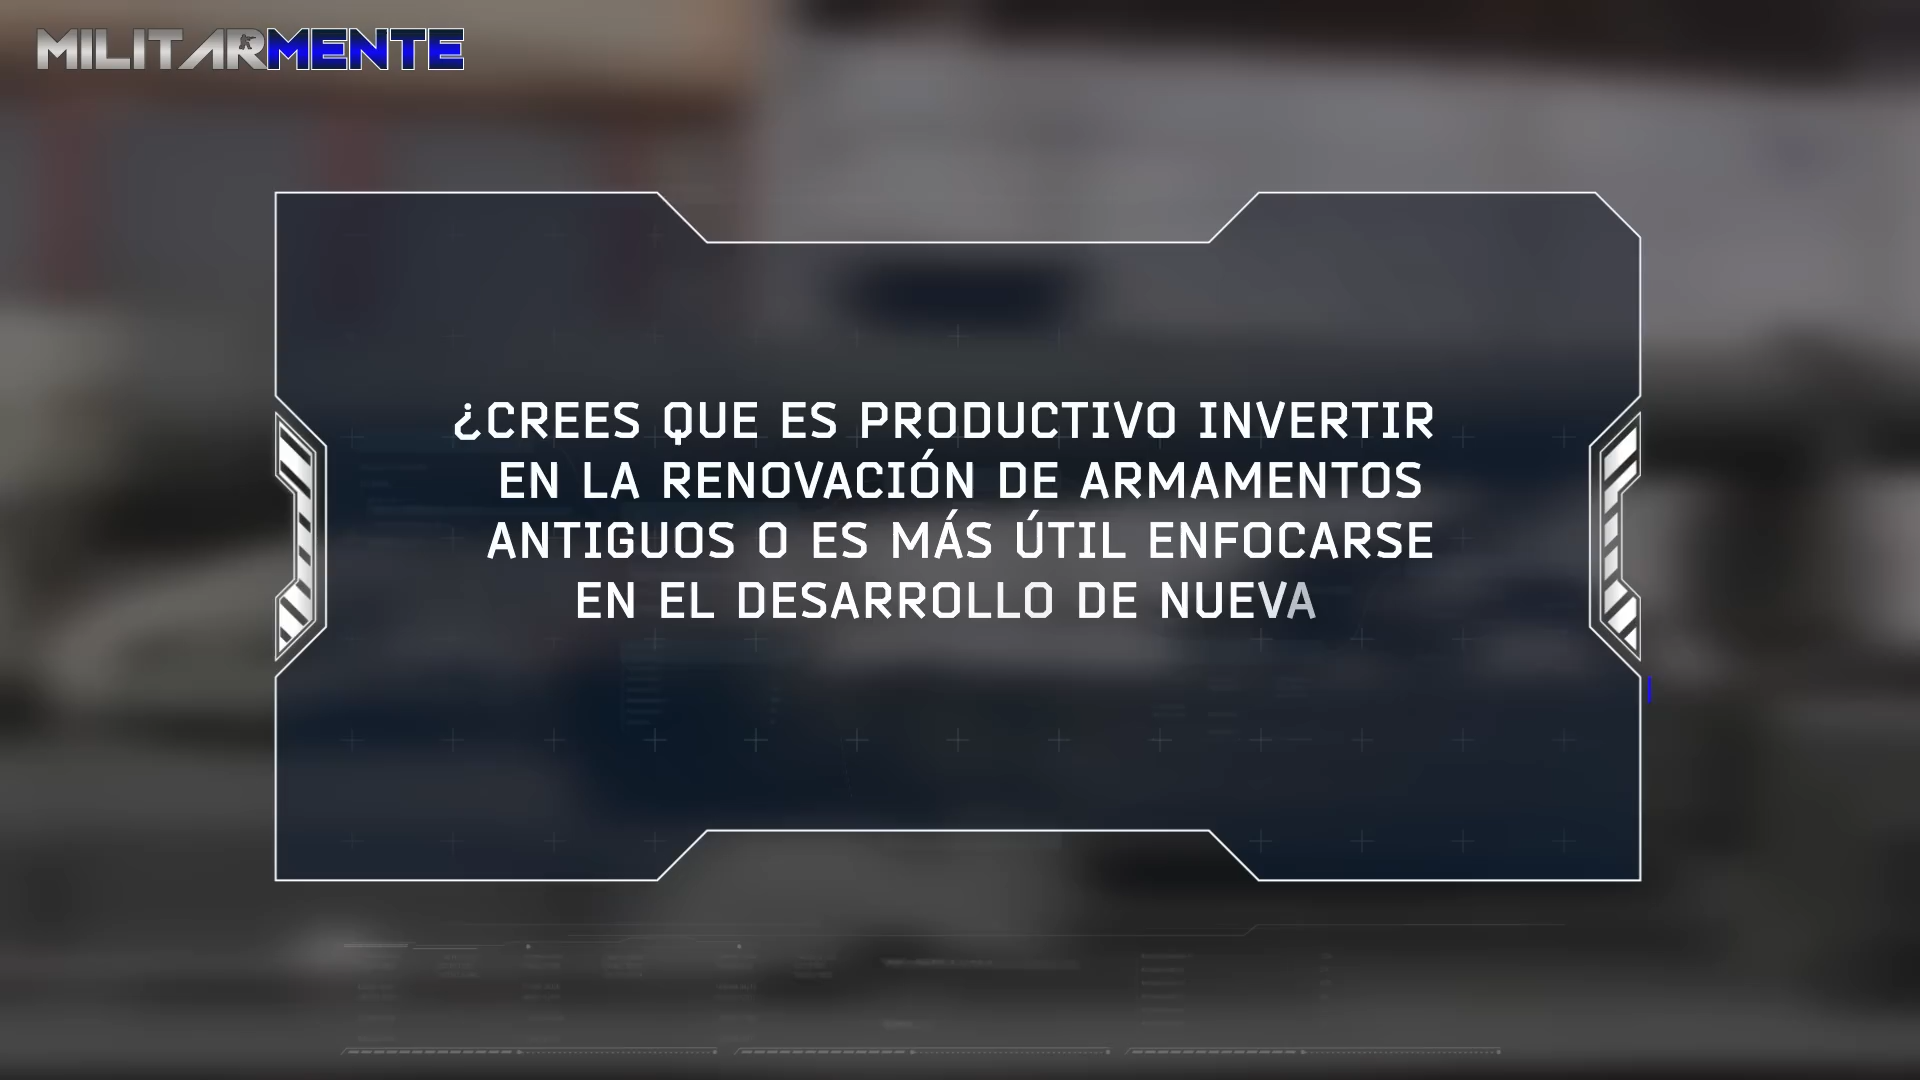 MILITARMENTE
¿CREES QUE ES PRODUCTIVO INVERTIR
EN LA RENOVACIÓN DE ARMAMENTOS
ANTIGUOS O ES MÁS ÚTIL ENFOCARSE
EN EL DESARROLLO DE NUEVA